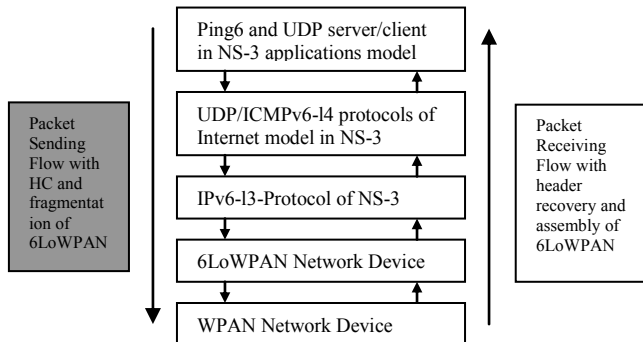 Ping6 and UDP server/client
in NS-3 applications model
UDP/ICMPv6-l4 protocols of
Internet model in NS-3
IPv6-l3-Protocol of NS-3
6LoWPAN Network Device
WPAN Network Device
Packet
Sending
Flow with
HC and
fragmentat
ion of
6LoWPAN
Packet
Receiving
Flow with
header
recovery and
assembly of
6LoWPAN